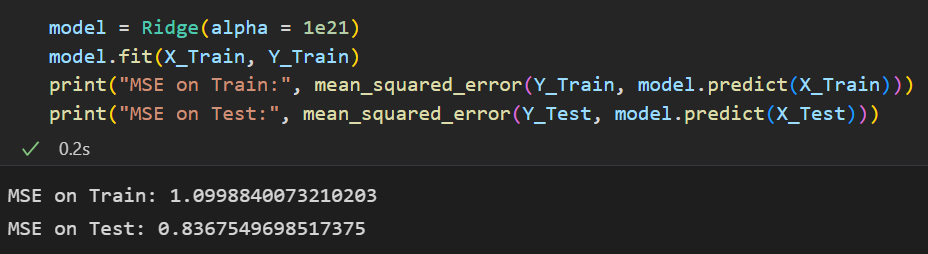 model = Ridge(alpha = 1e21)
model.fit(X_Train, Y_Train)
print("MSE on Train:", mean_squared_error(Y_Train, model.predict(X_Train)))
print("MSE on Test:", mean_squared_error(Y_Test, model.predict(X_Test)))
0.2s
MSE on Train: 1.0998840073210203
MSE on Test: 0.8367549698517375